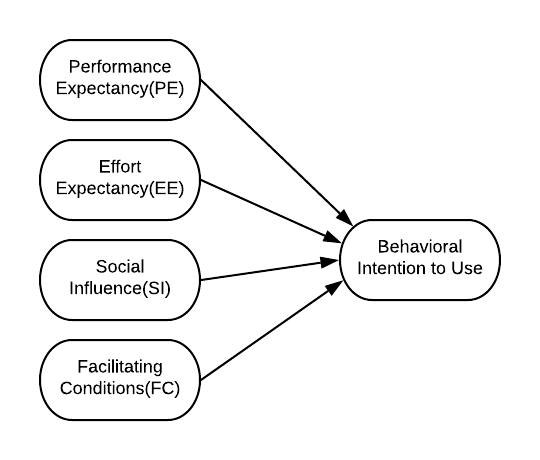 Performance
Expectancy(PE)
Effort
Expectancy(EE)
Social
Influence(SI)
Facilitating
Conditions(FC)
Behavioral
Intention to Use